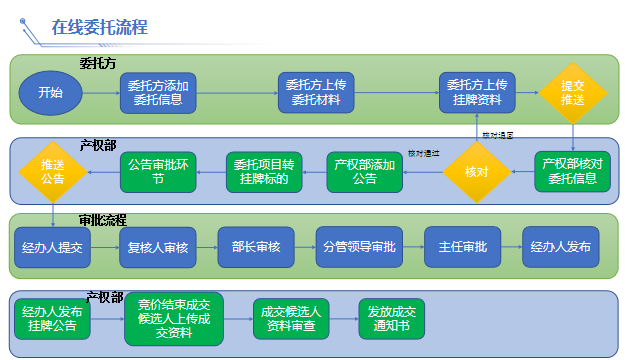 在线委托流程
委托方
开始
委托方添加
委托信息
委托方上传
委托材料
委托方上传
挂牌资料
提交
推送
核对退回
产权部
推送
公告
公告审批环
节
委托项目转
挂牌标的
产权部添加
公告
核对通过
核对
产权部核对
委托信息
审批流程
经办人提交
复核人审核
部长审核
分管领导审批
主任审批
经办人发布
产权部
经办人发布
挂牌公告
竞价结束成交
候选人上传成
交资料
成交候选人
资料审查
发放成交
通知书